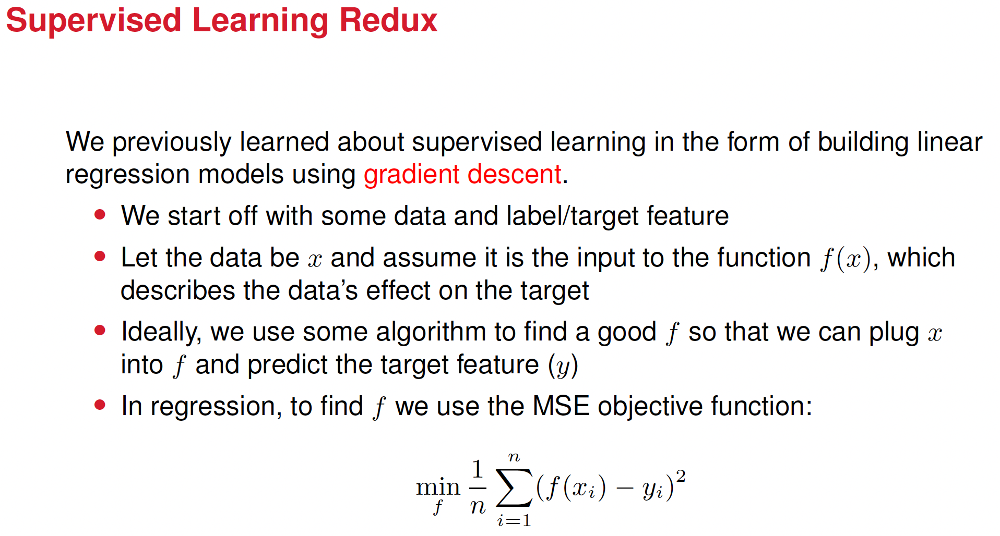 Supervised Learning Redux
We previously learned about supervised learning in the form of building linear
regression models using gradient descent.
• We start off with some data and label/target feature
• Let the data be x and assume it is the input to the function f(x), which
describes the data’s effect on the target
• Ideally, we use some algorithm to find a good f so that we can plug x
into f and predict the target feature (y)
• In regression, to find f we use the MSE objective function:
$\min_{f} \frac{1}{n} \sum_{i=1}^{n} (f(x_i) - y_i)^2$